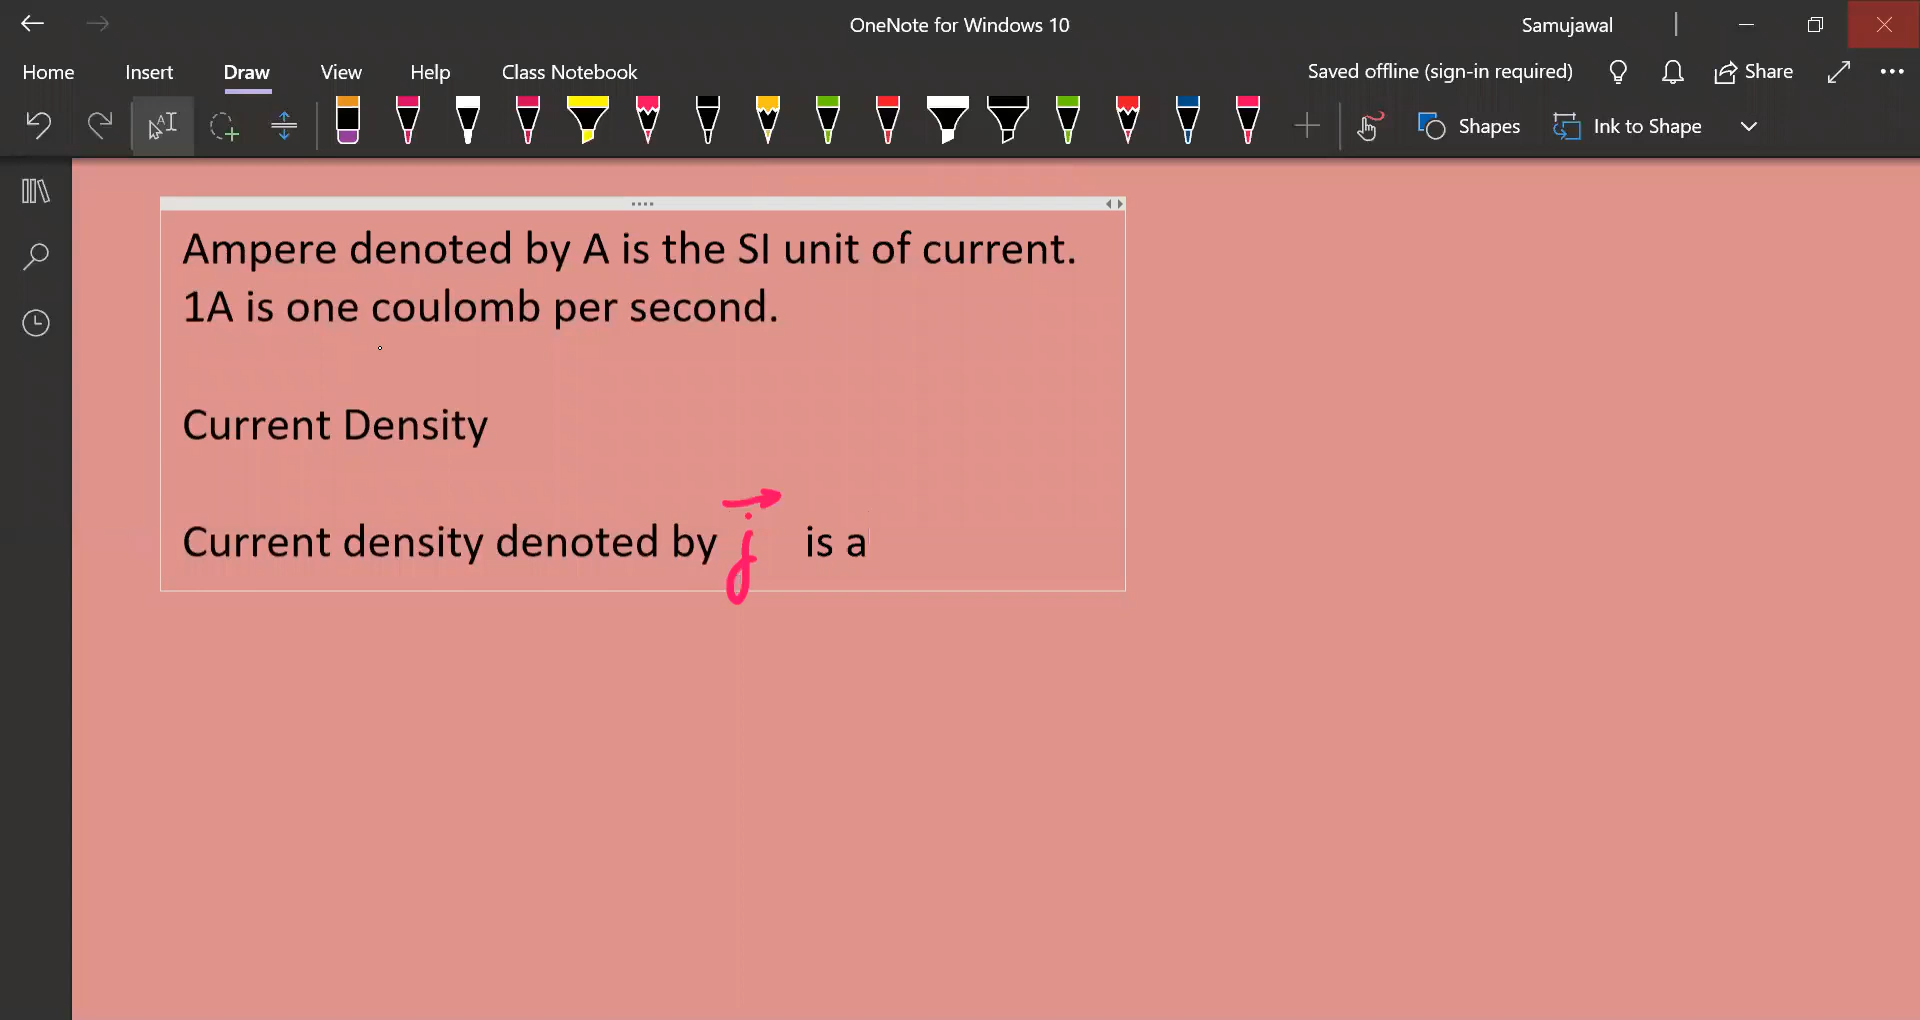 OneNote for Windows 10
Samujawal
Home Insert Draw View Help Class Notebook
Saved offline (sign-in required)
Share
Shapes
Ink to Shape
Ampere denoted by A is the SI unit of current.
1A is one coulomb per second.
Current Density
Current density denoted by j⃗ is a